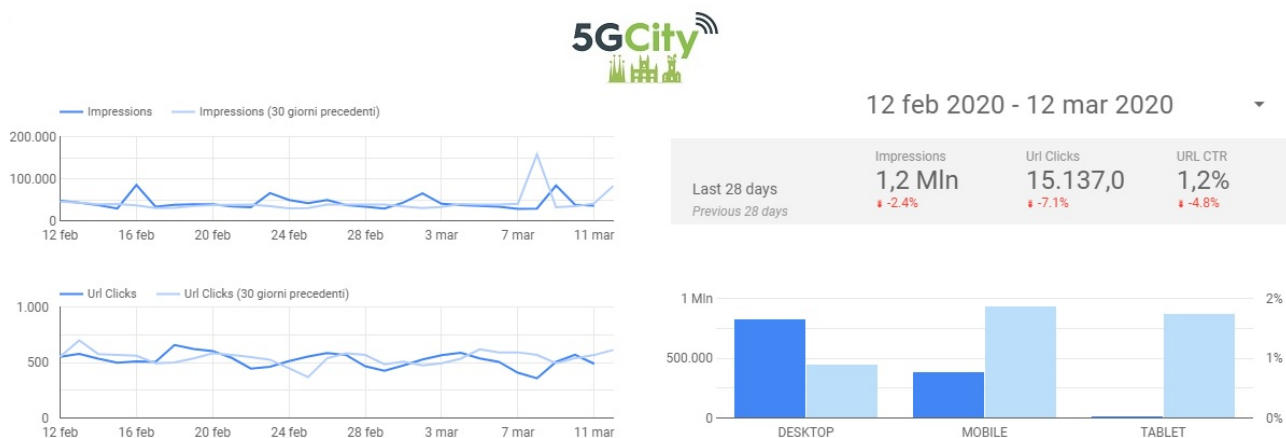 5GCity
Impressions Impressions (30 giorni precedenti)
200.000
100.000
0
12 feb 16 feb 20 feb 24 feb 28 feb 3 mar 7 mar 11 mar
12 feb 2020 - 12 mar 2020
Impressions Url Clicks URL CTR
Last 28 days 1,2 Mln 15.137,0 1,2%
Previous 28 days -2.4% -7.1% -4.8%
Url Clicks Url Clicks (30 giorni precedenti)
1.000
500
0
12 feb 16 feb 20 feb 24 feb 28 feb 3 mar 7 mar 11 mar
1 Mln 2%
500.000 1%
0 0%
DESKTOP MOBILE TABLET